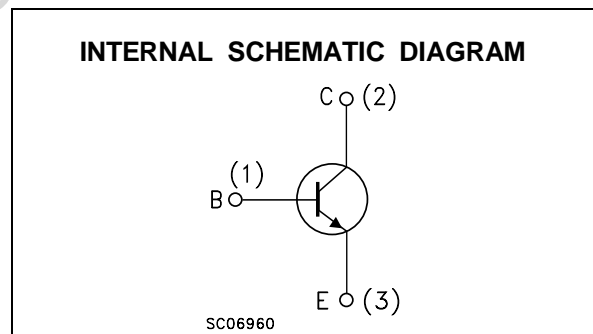 INTERNAL SCHEMATIC DIAGRAM
C (2)
(1)
B
E (3)
SC06960